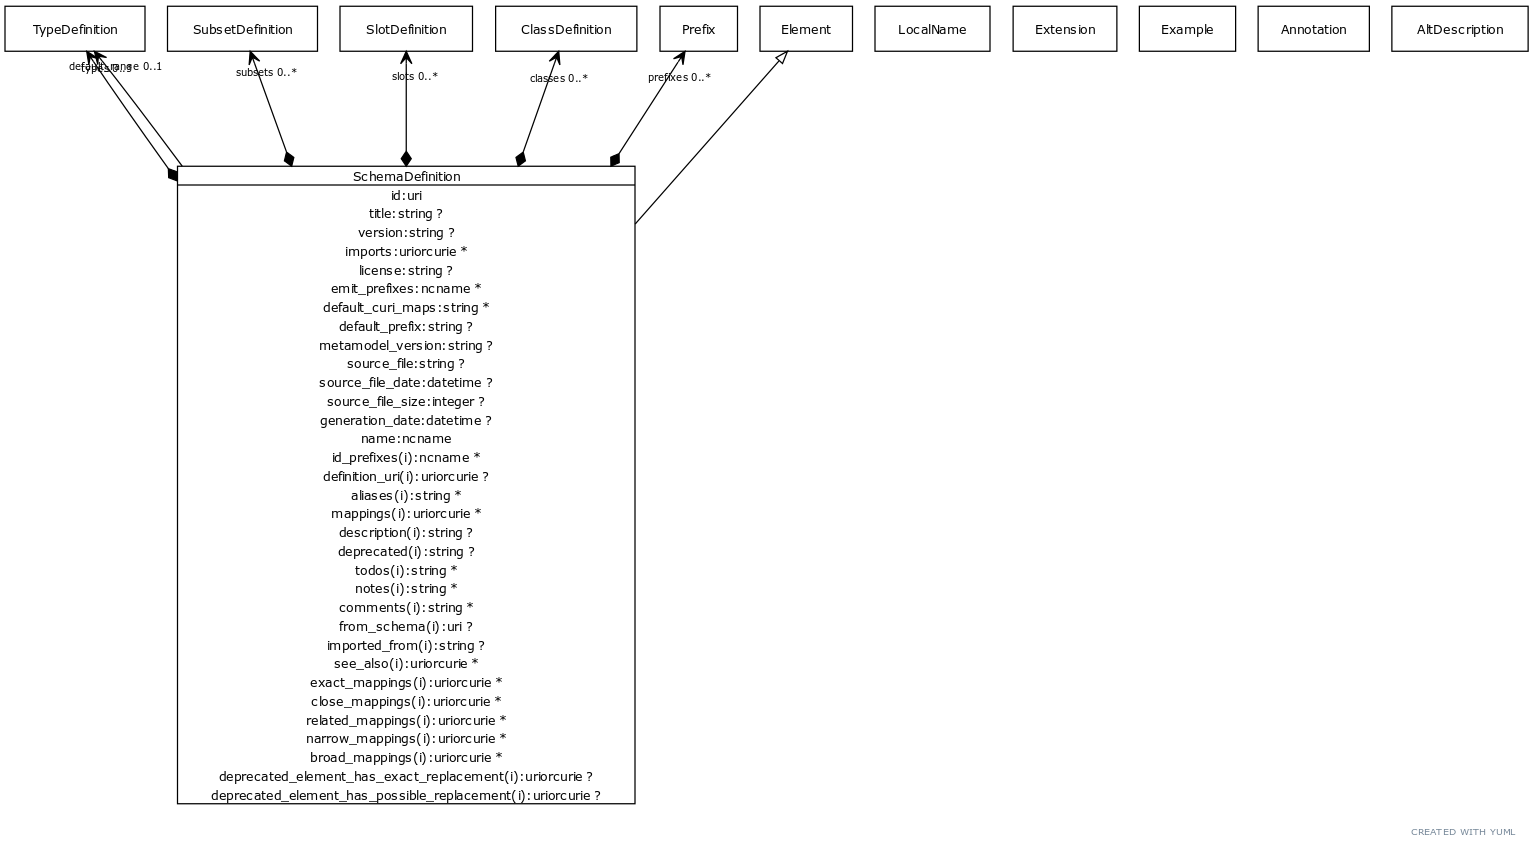 TypeDefinition
SubsetDefinition
SlotDefinition
ClassDefinition
Prefix
Element
LocalName
Extension
Example
Annotation
AltDescription
default_range 0..1
subsets 0..*
slots 0..*
classes 0..*
prefixes 0..*
SchemaDefinition
id:uri
title:string ?
version:string ?
imports:uriorcurie *
license:string ?
emit_prefixes:ncname *
default_curi_maps:string *
default_prefix:string ?
metamodel_version:string ?
source_file:string ?
source_file_date:datetime ?
source_file_size:integer ?
generation_date:datetime ?
name:ncname
id_prefixes(i):ncname *
definition_uri(i):uriorcurie ?
aliases(i):string *
mappings(i):uriorcurie *
description(i):string ?
deprecated(i):string ?
todos(i):string *
notes(i):string *
comments(i):string *
from_schema(i):uri ?
imported_from(i):string ?
see_also(i):uriorcurie *
exact_mappings(i):uriorcurie *
close_mappings(i):uriorcurie *
related_mappings(i):uriorcurie *
narrow_mappings(i):uriorcurie *
broad_mappings(i):uriorcurie *
deprecated_element_has_exact_replacement(i):uriorcurie ?
deprecated_element_has_possible_replacement(i):uriorcurie ?
CREATED WITH YUML